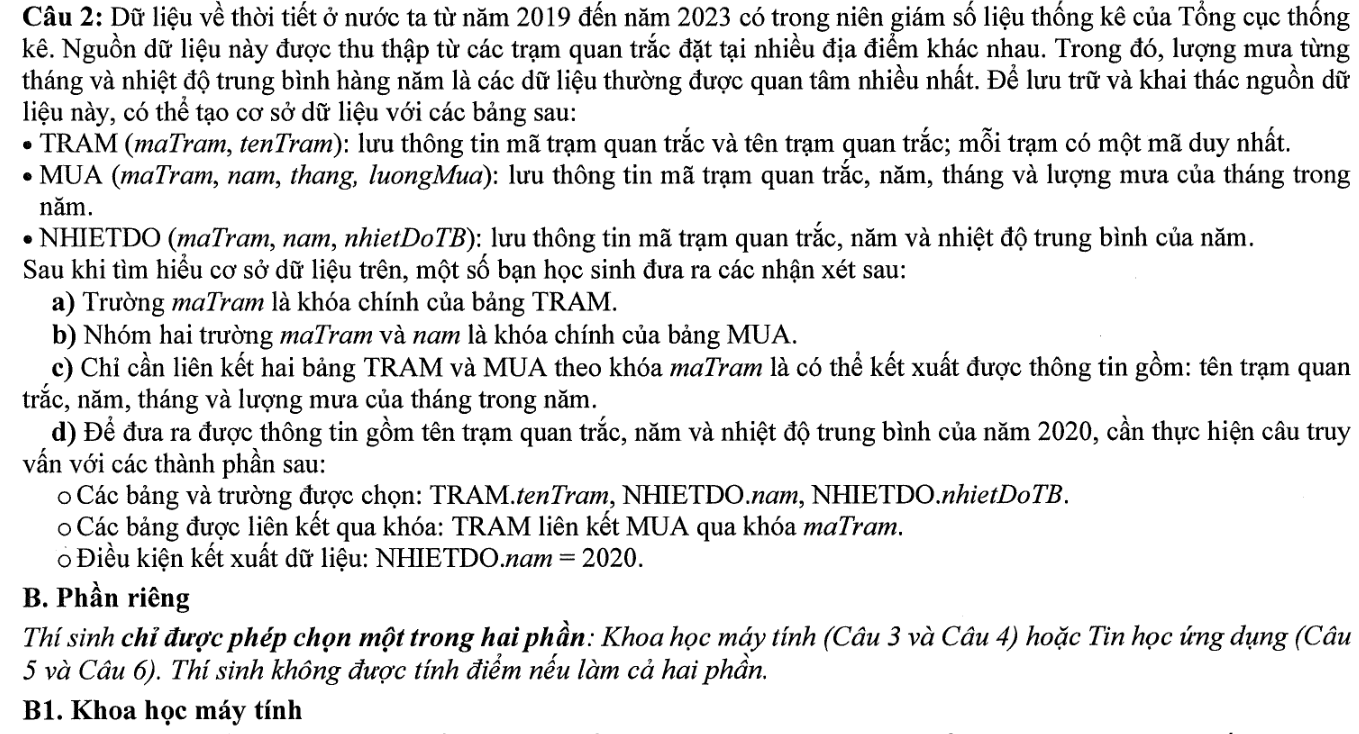 Câu 2: Dữ liệu về thời tiết ở nước ta từ năm 2019 đến năm 2023 có trong niên giám số liệu thống kê của Tổng cục thống
kê. Nguồn dữ liệu này được thu thập từ các trạm quan trắc đặt tại nhiều địa điểm khác nhau. Trong đó, lượng mưa từng
tháng và nhiệt độ trung bình hàng năm là các dữ liệu thường được quan tâm nhiều nhất. Để lưu trữ và khai thác nguồn dữ
liệu này, có thể tạo cơ sở dữ liệu với các bảng sau:
• TRAM (maTram, tenTram): lưu thông tin mã trạm quan trắc và tên trạm quan trắc; mỗi trạm có một mã duy nhất.
• MUA (maTram, nam, thang, luongMua): lưu thông tin mã trạm quan trắc, năm, tháng và lượng mưa của tháng trong
năm.
• NHIETDO (maTram, nam, nhietDoTB): lưu thông tin mã trạm quan trắc, năm và nhiệt độ trung bình của năm.
Sau khi tìm hiểu cơ sở dữ liệu trên, một số bạn học sinh đưa ra các nhận xét sau:
a) Trường maTram là khóa chính của bảng TRAM.
b) Nhóm hai trường maTram và nam là khóa chính của bảng MUA.
c) Chỉ cần liên kết hai bảng TRAM và MUA theo khóa maTram là có thể kết xuất được thông tin gồm: tên trạm quan
trắc, năm, tháng và lượng mưa của tháng trong năm.
d) Để đưa ra được thông tin gồm tên trạm quan trắc, năm và nhiệt độ trung bình của năm 2020, cần thực hiện câu truy
vấn với các thành phần sau:
○ Các bảng và trường được chọn: TRAM.tenTram, NHIETDO.nam, NHIETDO.nhietDoTB.
○ Các bảng được liên kết qua khóa: TRAM liên kết MUA qua khóa maTram.
○ Điều kiện kết xuất dữ liệu: NHIETDO.nam = 2020.
B. Phần riêng
Thí sinh chỉ được phép chọn một trong hai phần: Khoa học máy tính (Câu 3 và Câu 4) hoặc Tin học ứng dụng (Câu
5 và Câu 6). Thí sinh không được tính điểm nếu làm cả hai phần.
B1. Khoa học máy tính